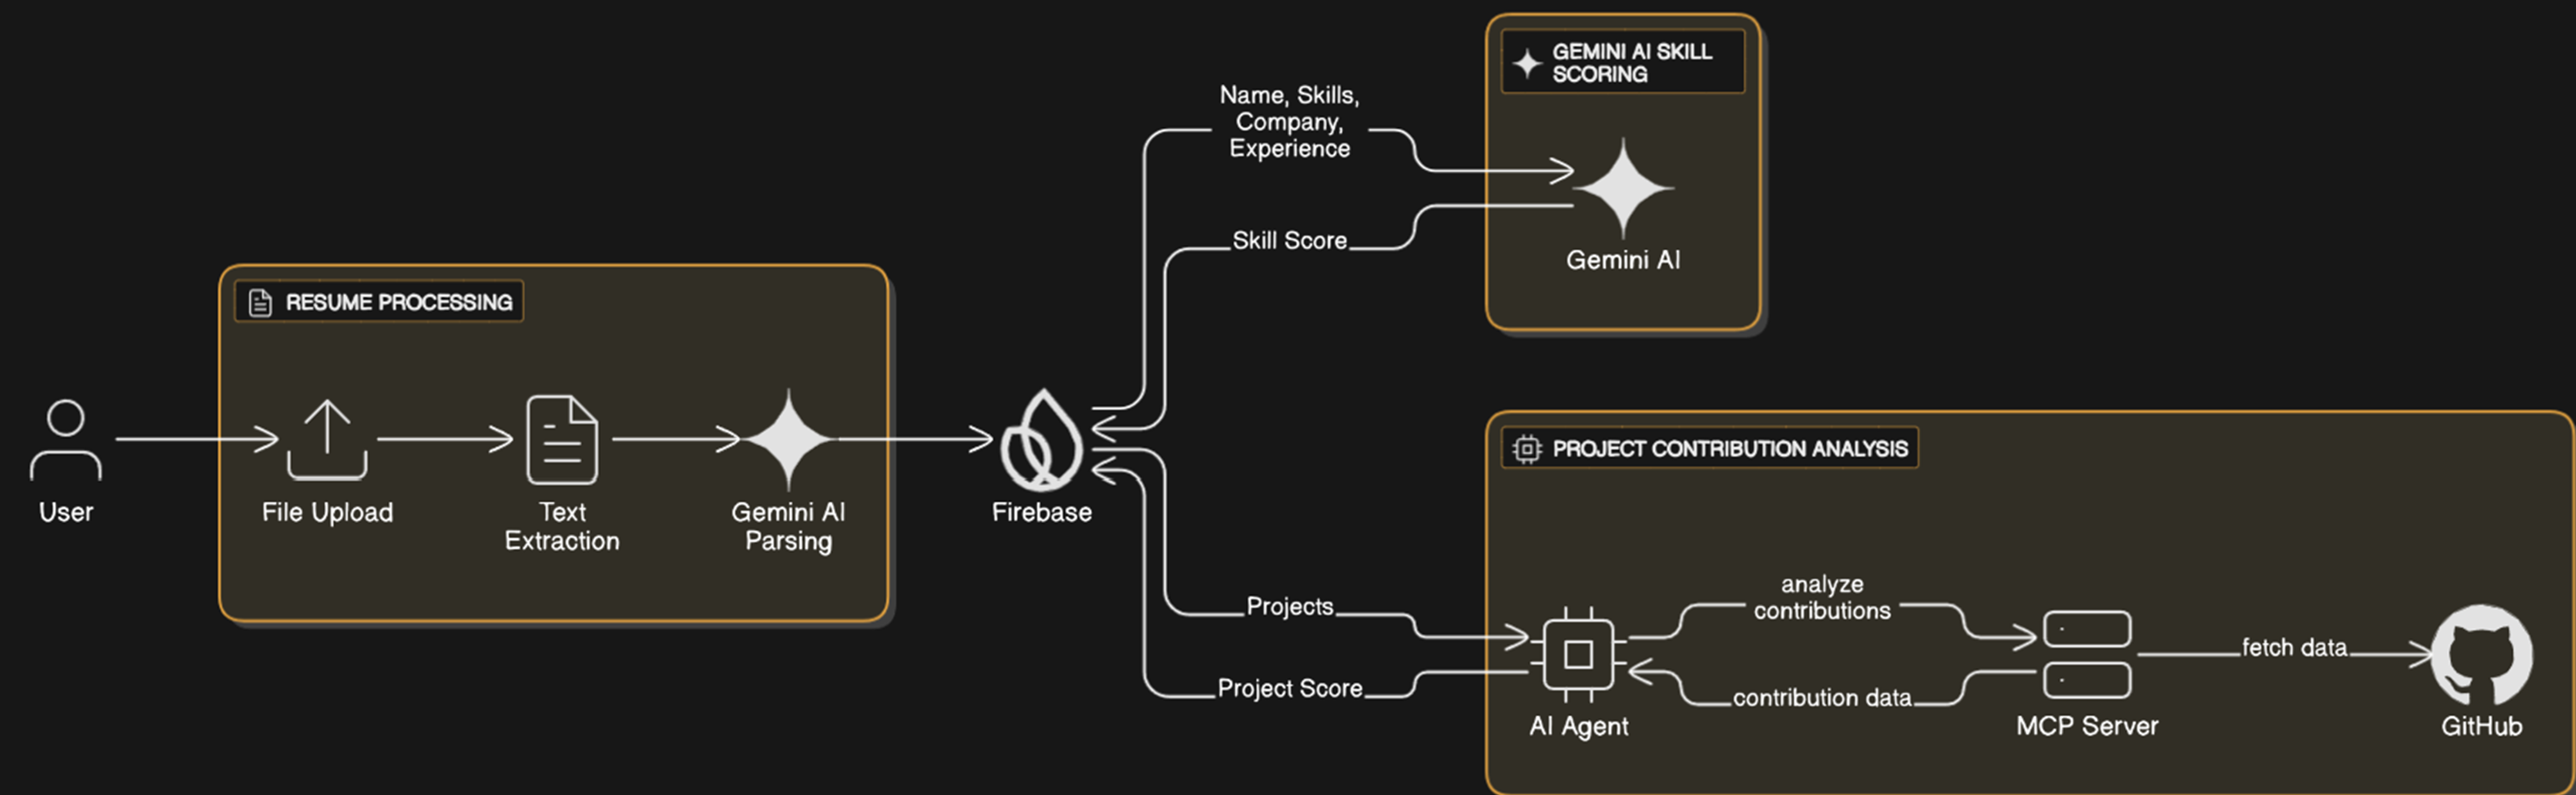 GEMINI AI SKILL
SCORING
Name, Skills,
Company,
Experience
Skill Score
Gemini AI
RESUME PROCESSING
User
File Upload
Text
Extraction
Gemini AI
Parsing
Firebase
PROJECT CONTRIBUTION ANALYSIS
Projects
Project Score
analyze
contributions
contribution data
fetch data
AI Agent
MCP Server
GitHub